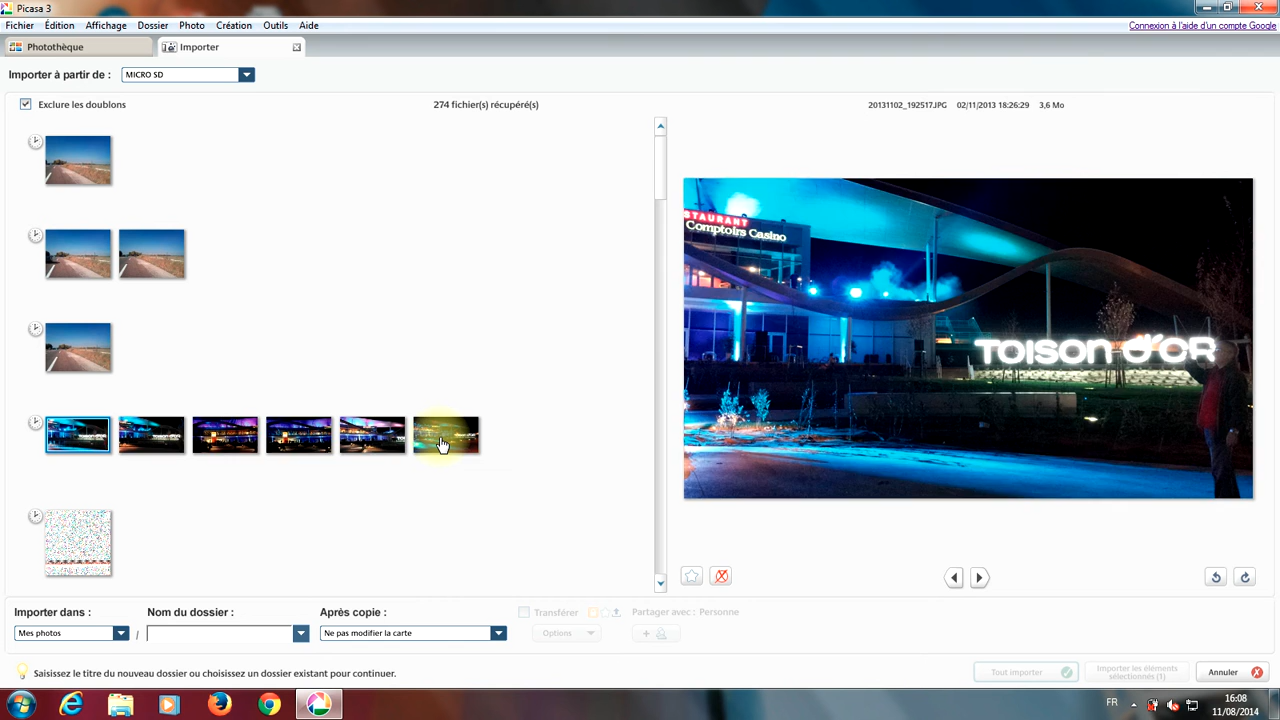 Picasa 3
Fichier Édition Affichage Dossier Photo Création Outils Aide
Connexion à l'aide d'un compte Google
Photothèque
Importer
Importer à partir de :
MICRO SD
Exclure les doublons
274 fichier(s) récupéré(s)
20131102_192517.JPG 02/11/2013 18:26:29 3,6 Mo
STAURANT
Comptoirs Casino
TOISON D'OR
Importer dans :
Nom du dossier :
Après copie :
Transférer
Partager avec : Personne
Mes photos
/
Ne pas modifier la carte
Options
Saisissez le titre du nouveau dossier ou choisissez un dossier existant pour continuer.
Tout importer
Importer les éléments
sélectionnés (1)
Annuler
FR
16:08
11/08/2014